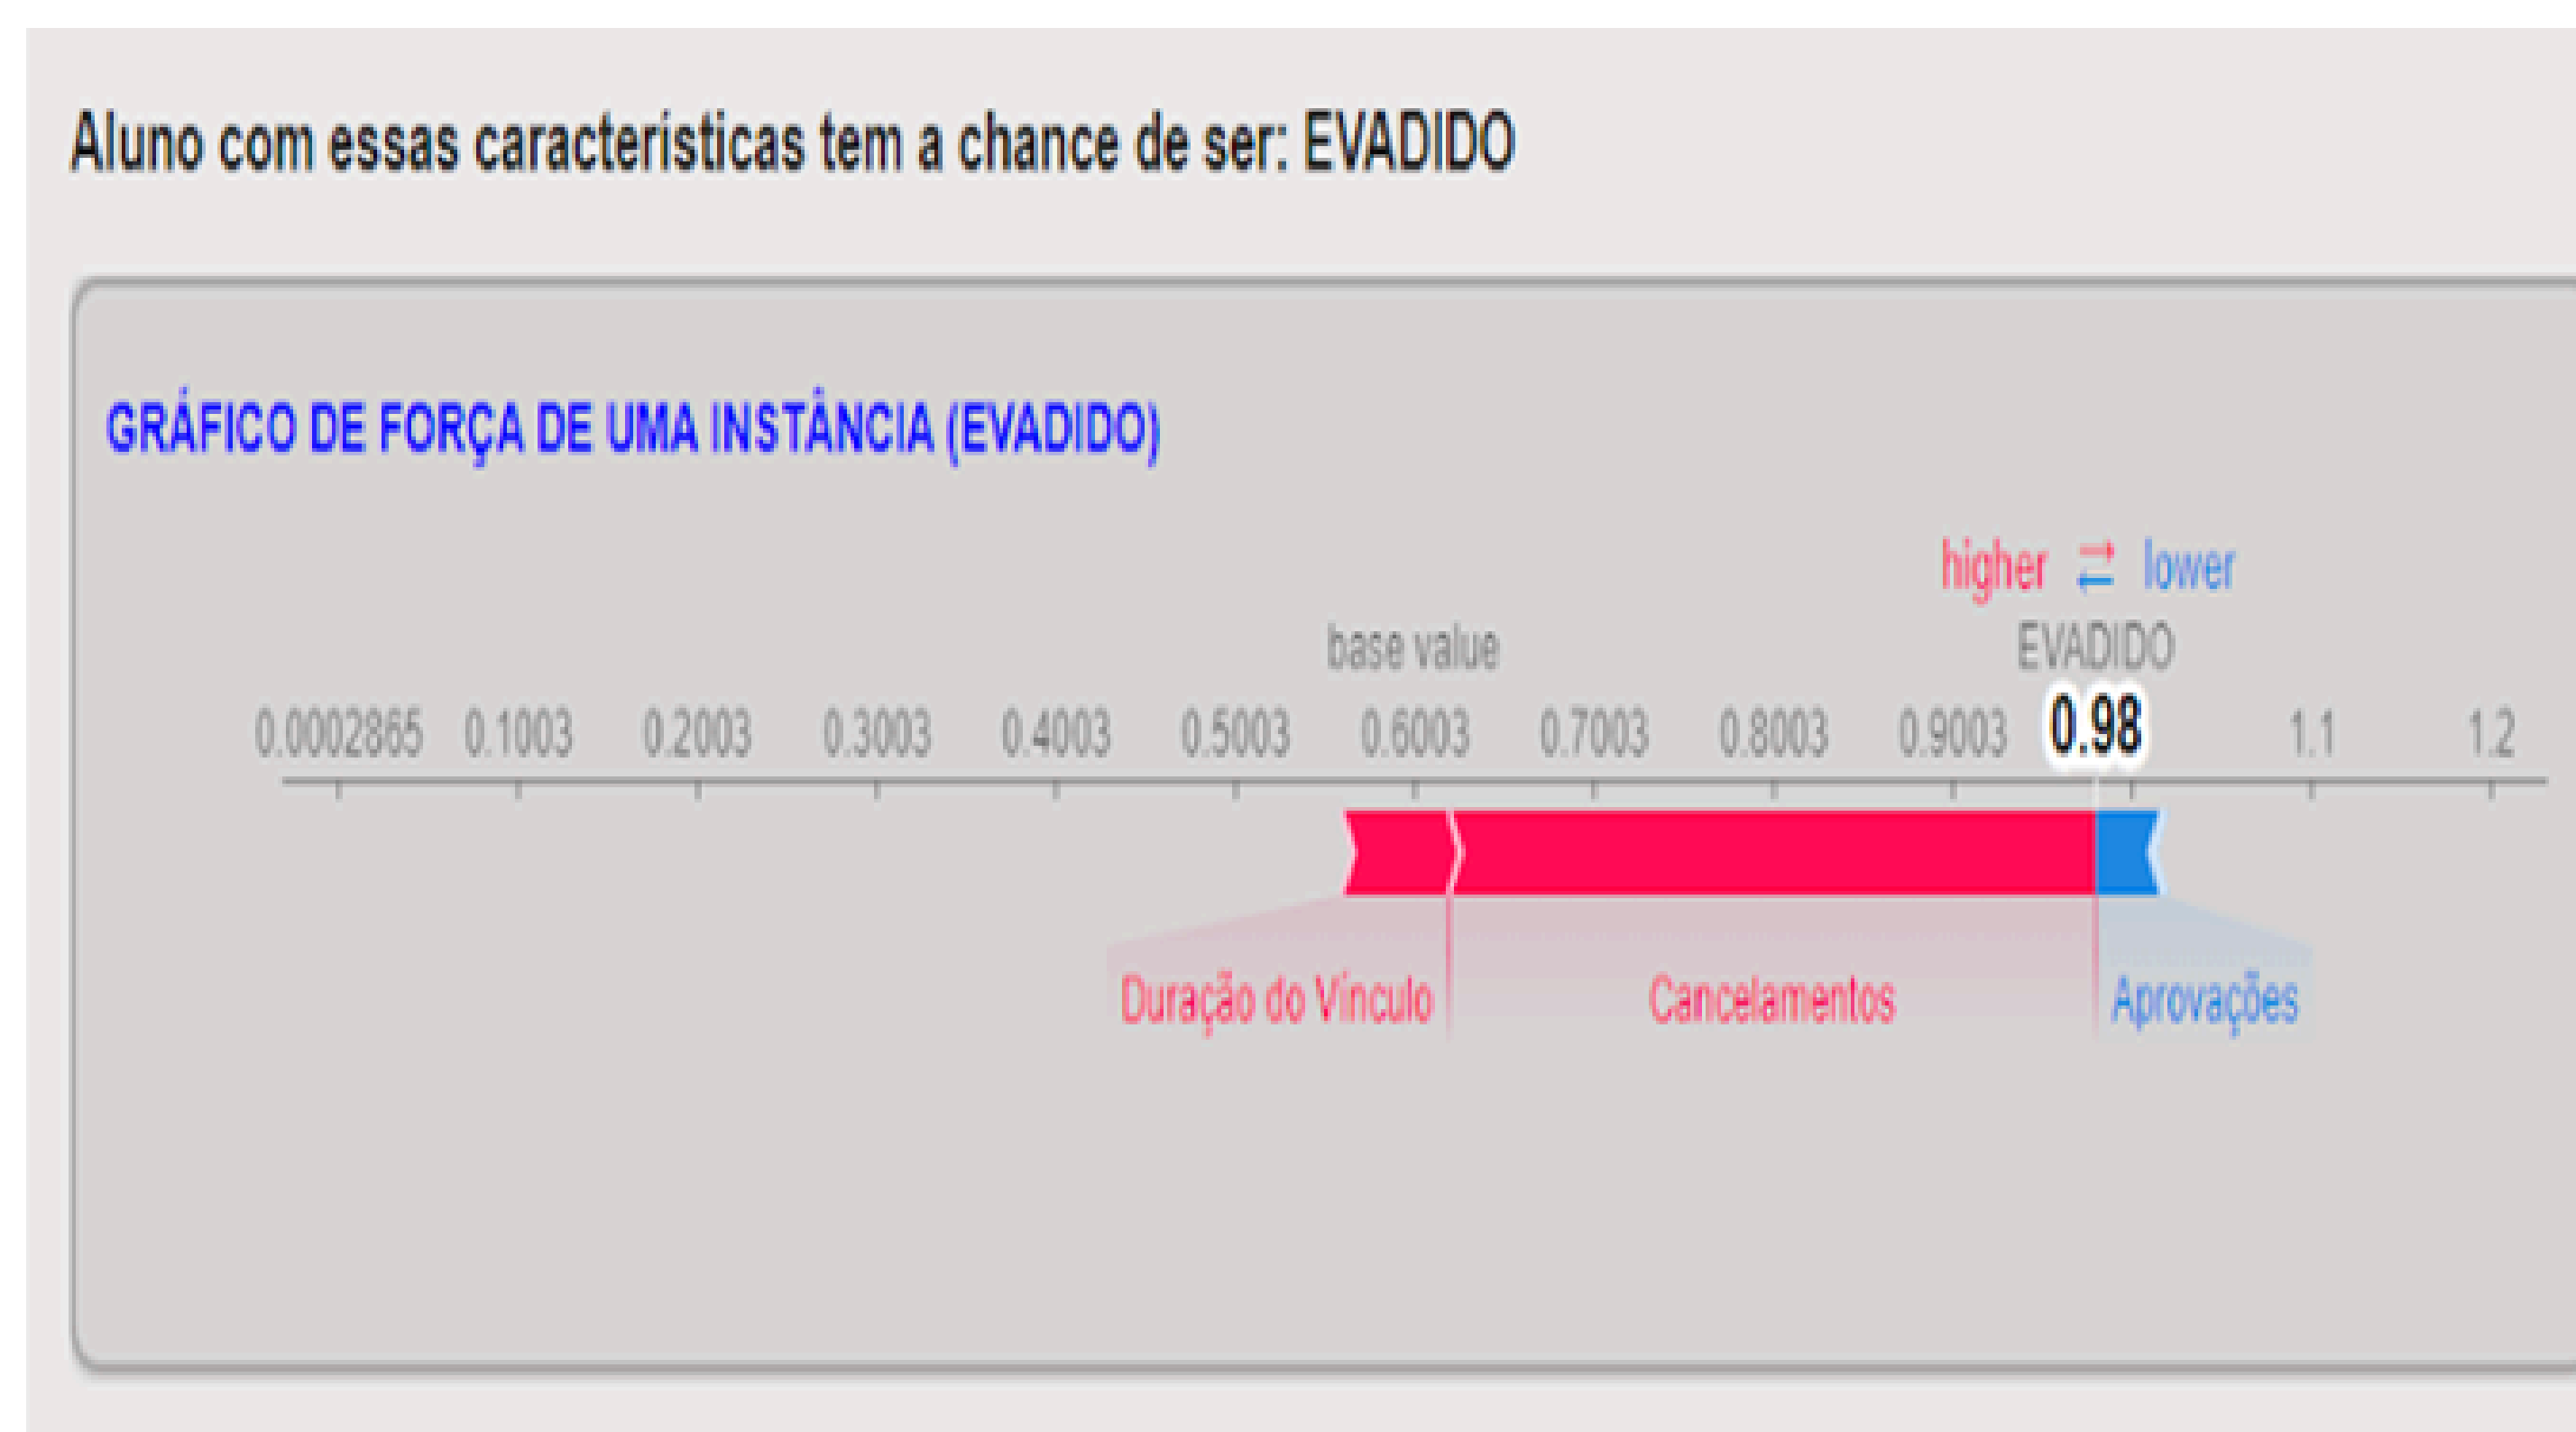 Aluno com essas características tem a chance de ser: EVADIDO
GRÁFICO DE FORÇA DE UMA INSTÂNCIA (EVADIDO)
higher ⇄ lower
base value EVADIDO
0.0002865 0.1003 0.2003 0.3003 0.4003 0.5003 0.6003 0.7003 0.8003 0.9003 0.98 1.1 1.2
Duração do Vínculo Cancelamentos Aprovações